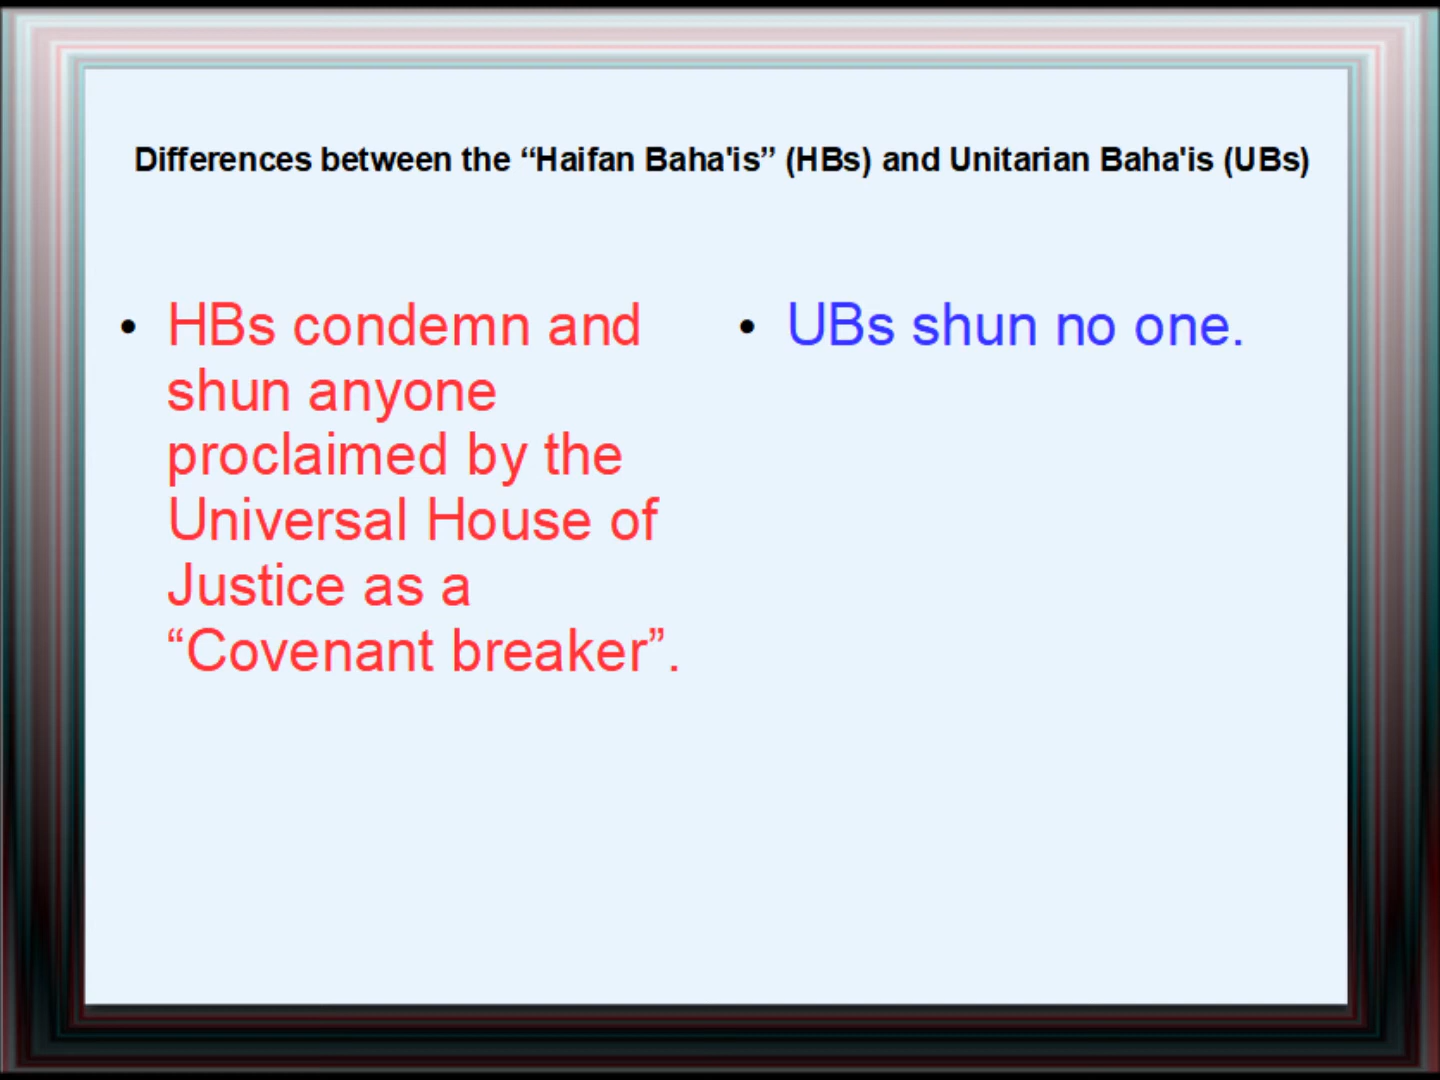 Differences between the “Haifan Baha'is” (HBs) and Unitarian Baha'is (UBs)
• HBs condemn and
shun anyone
proclaimed by the
Universal House of
Justice as a
“Covenant breaker”.
• UBs shun no one.